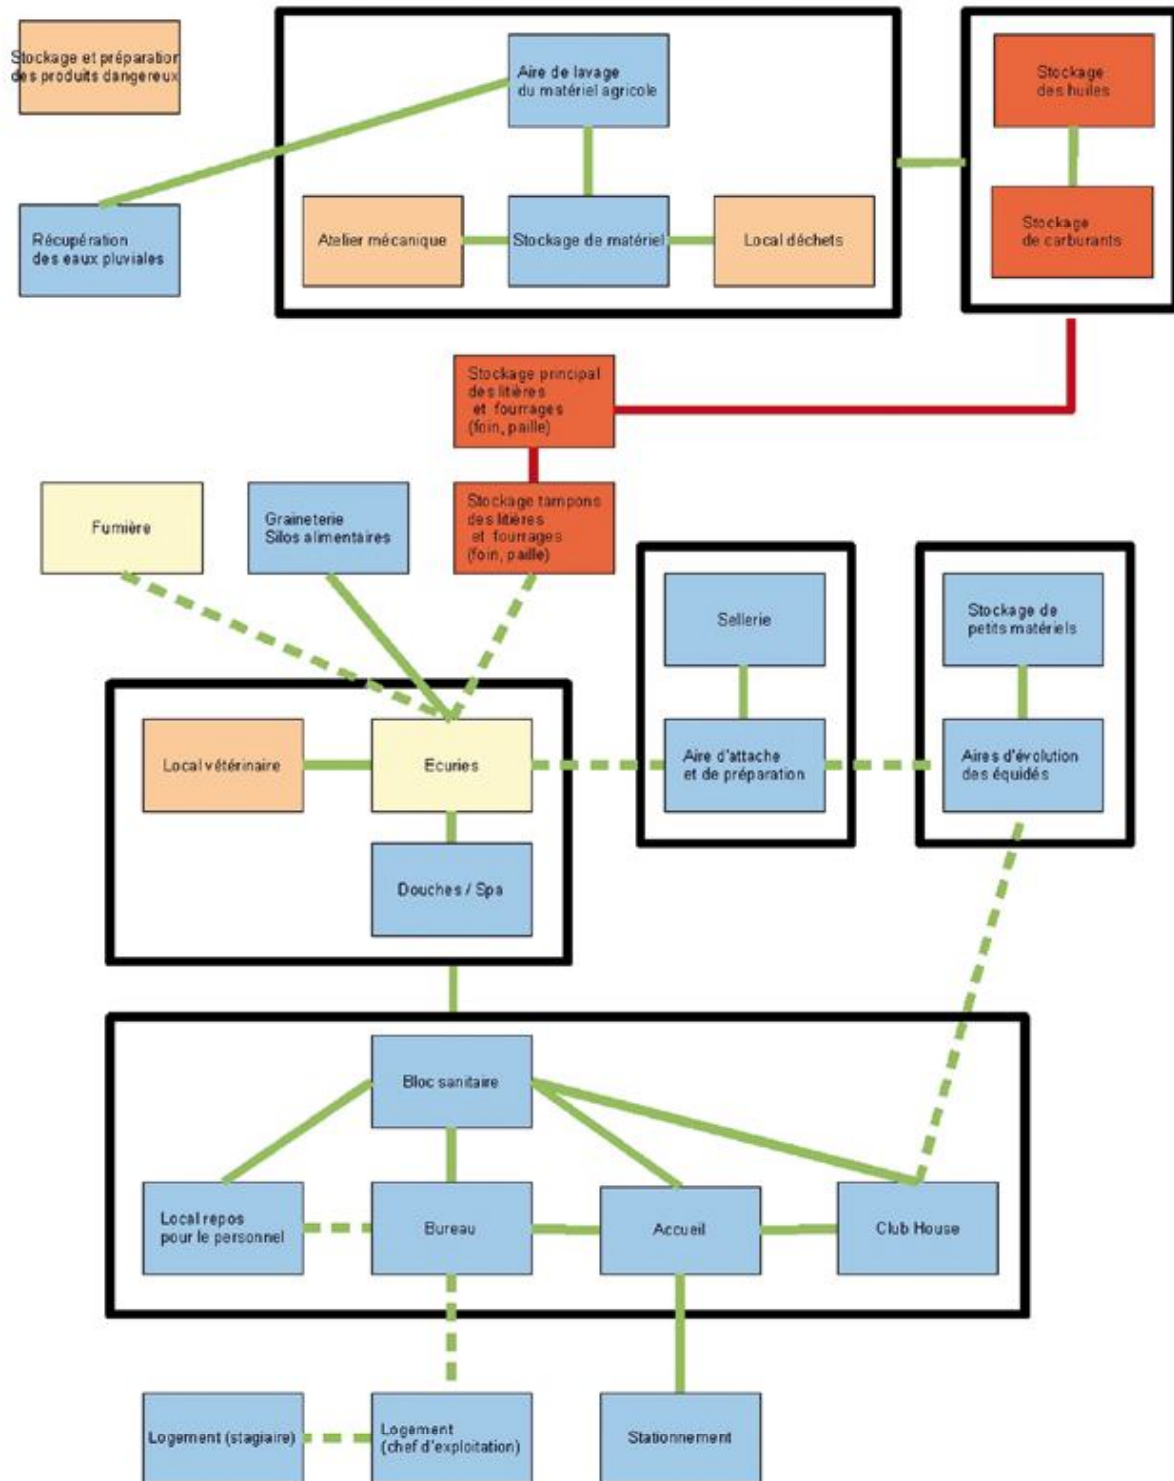 Stockage et préparation
des produits dangereux
Aire de lavage
du matériel agricole
Stockage
des huiles
Récupération
des eaux pluviales
Atelier mécanique
Stockage de matériel
Local déchets
Stockage
de carburants
Stockage principal
des litières
et fourrages
(foin, paille)
Fumière
Graineterie
Silos alimentaires
Stockage tampons
des litières
et fourrages
(foin, paille)
Sellerie
Stockage de
petits matériels
Local vétérinaire
Ecuries
Aire d'attache
et de préparation
Aires d'évolution
des équidés
Douches / Spa
Bloc sanitaire
Local repos
pour le personnel
Bureau
Accueil
Club House
Logement (stagiaire)
Logement
(chef d'exploitation)
Stationnement